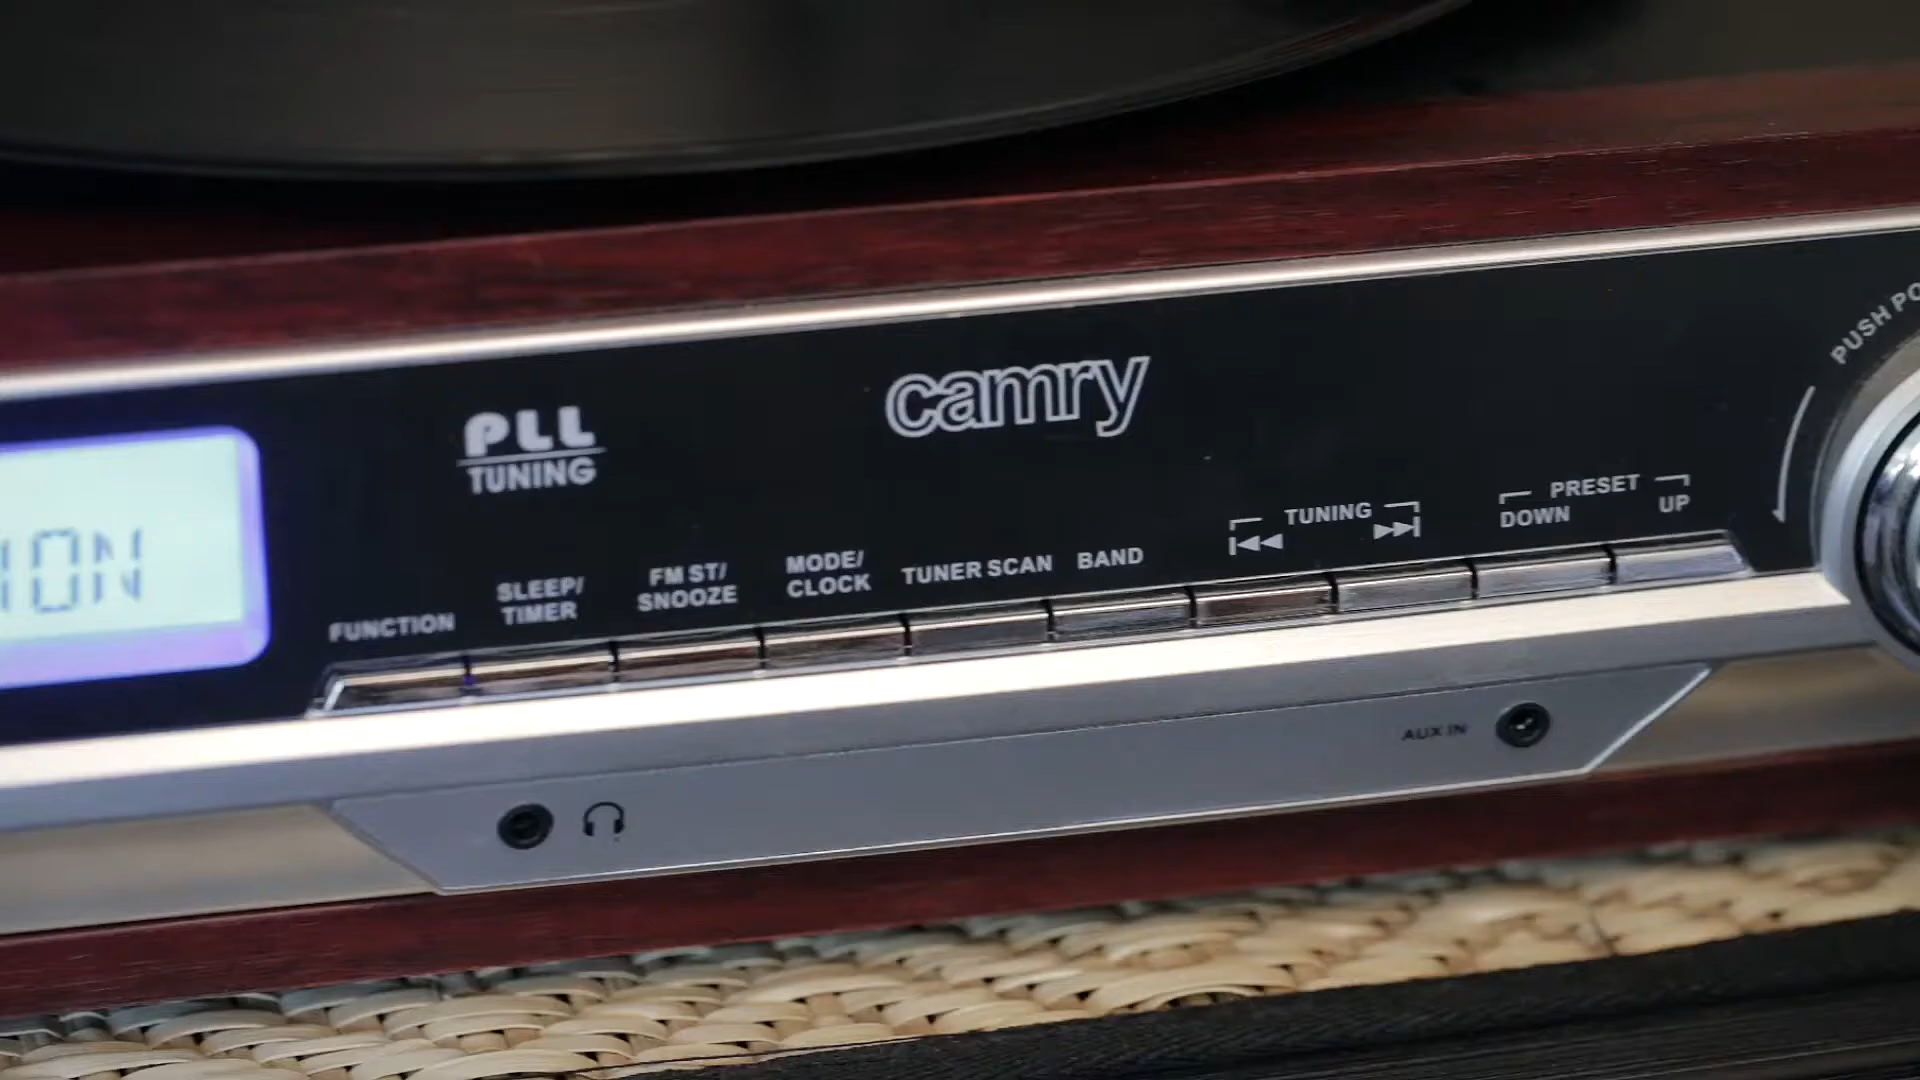 camry
PLL
TUNING
PUSH
ION
FUNCTION
SLEEP/
TIMER
FM ST/
SNOOZE
MODE/
CLOCK
TUNER SCAN
BAND
TUNING
PRESET
DOWN
UP
AUX IN